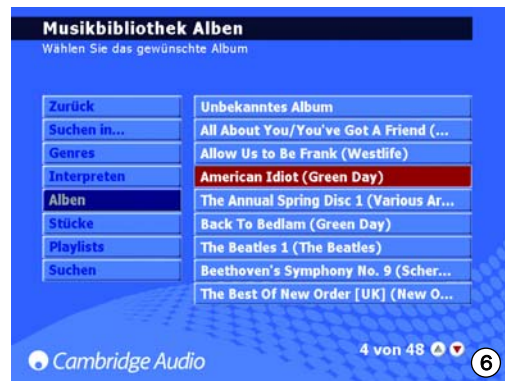 Musikbibliothek Alben
Wählen Sie das gewünschte Album
Zurück
Suchen in...
Genres
Interpreten
Alben
Stücke
Playlists
Suchen
Unbekanntes Album
All About You/You've Got A Friend (...
Allow Us to Be Frank (Westlife)
American Idiot (Green Day)
The Annual Spring Disc 1 (Various Ar...
Back To Bedlam (Green Day)
The Beatles 1 (The Beatles)
Beethoven's Symphony No. 9 (Scher...
The Best Of New Order [UK] (New O...
4 von 48
Cambridge Audio
6